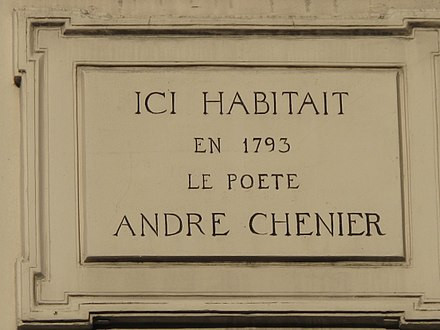 ICI HABITAIT
EN 1793
LE POETE
ANDRE CHENIER